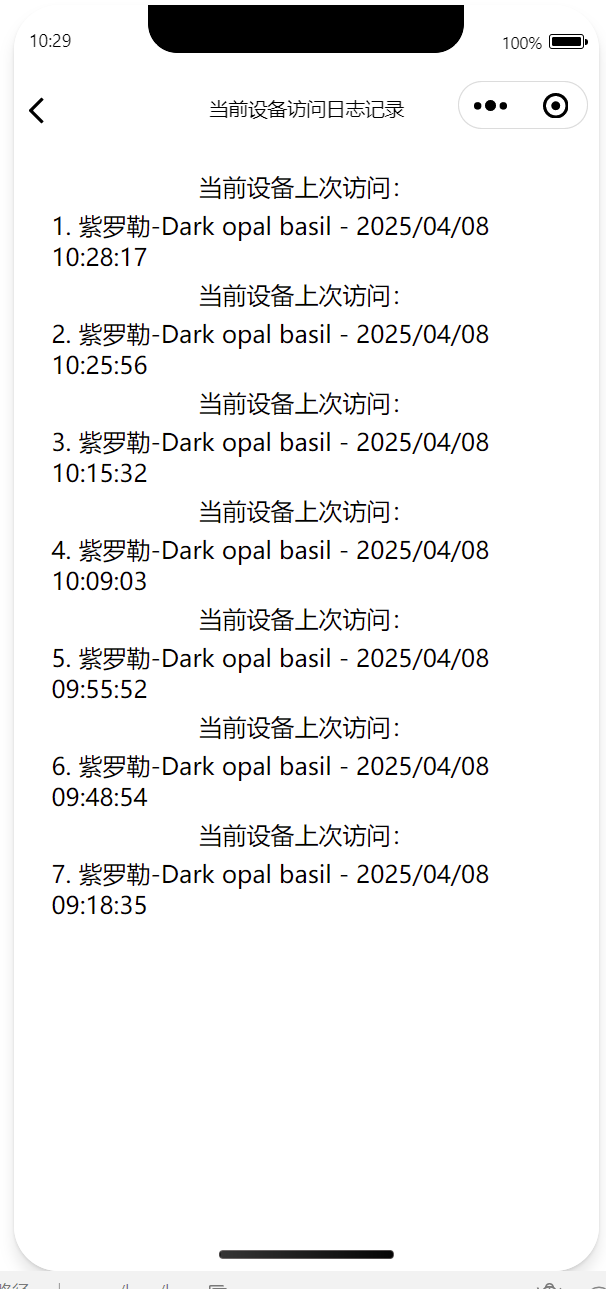 10:29
100%
当前设备访问日志记录
当前设备上次访问：
1. 紫罗勒-Dark opal basil - 2025/04/08
10:28:17
当前设备上次访问：
2. 紫罗勒-Dark opal basil - 2025/04/08
10:25:56
当前设备上次访问：
3. 紫罗勒-Dark opal basil - 2025/04/08
10:15:32
当前设备上次访问：
4. 紫罗勒-Dark opal basil - 2025/04/08
10:09:03
当前设备上次访问：
5. 紫罗勒-Dark opal basil - 2025/04/08
09:55:52
当前设备上次访问：
6. 紫罗勒-Dark opal basil - 2025/04/08
09:48:54
当前设备上次访问：
7. 紫罗勒-Dark opal basil - 2025/04/08
09:18:35